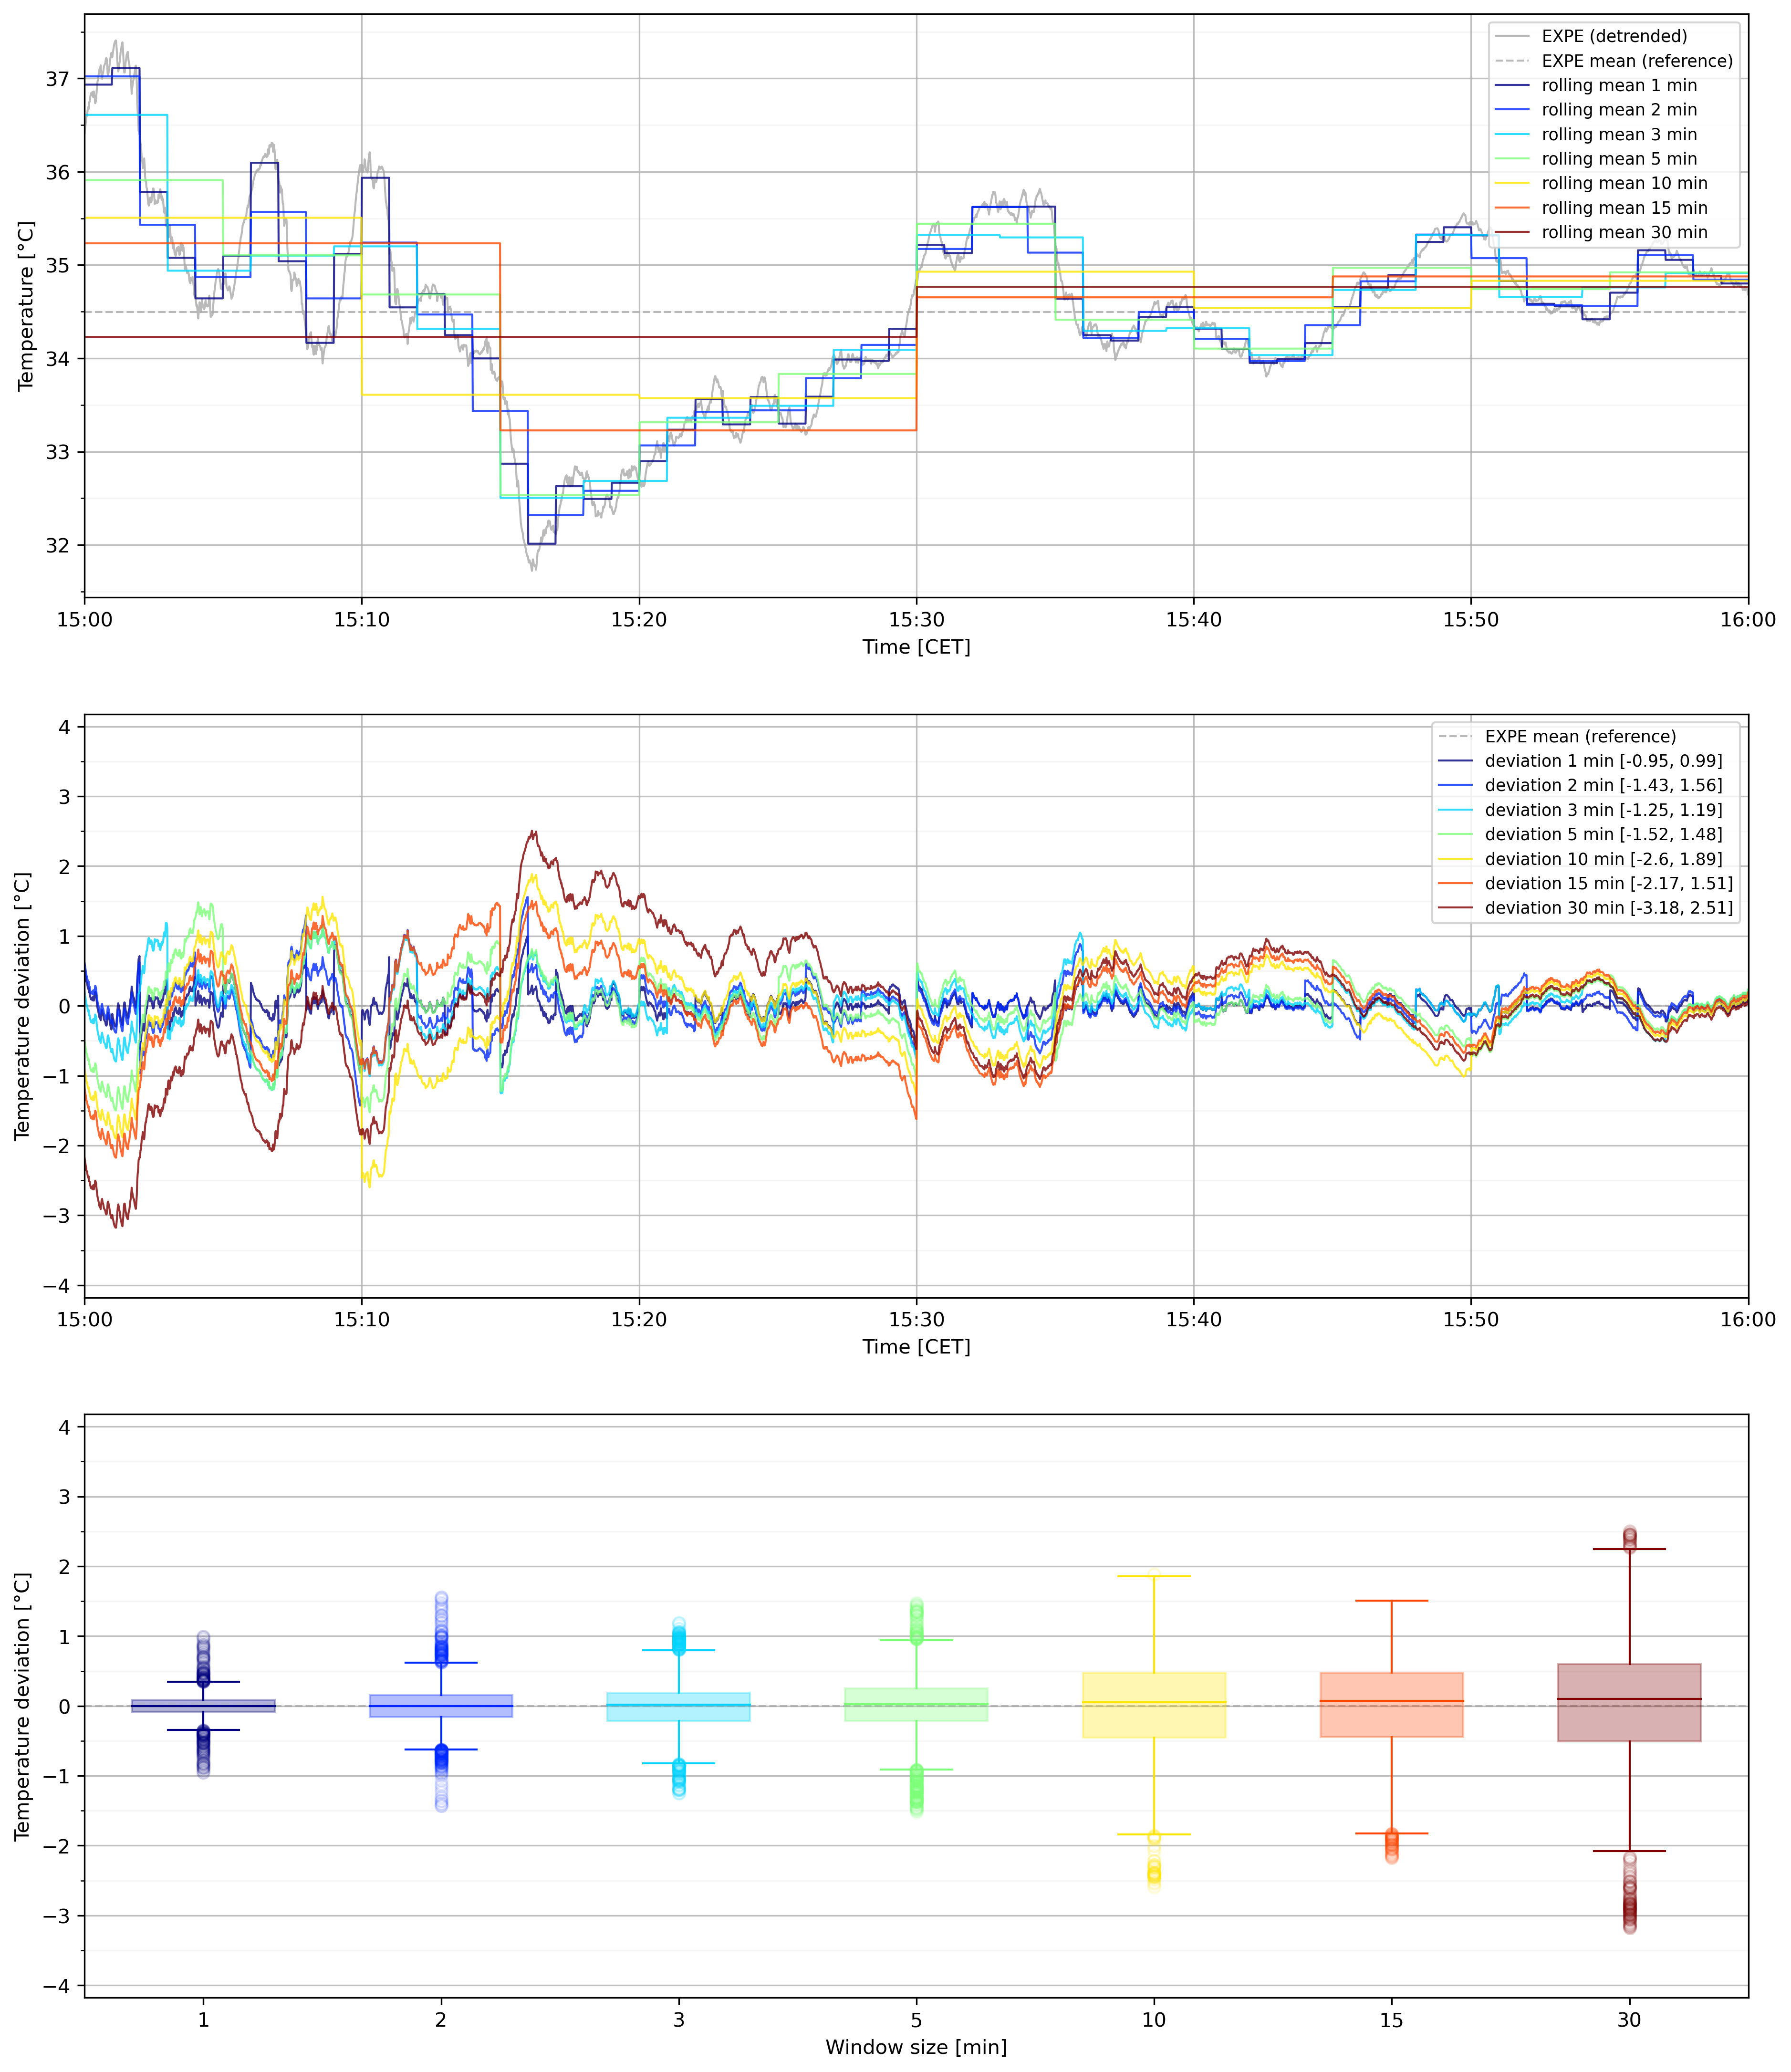 Temperature [°C]
37
36
35
34
33
32
15:00 15:10 15:20 15:30 15:40 15:50 16:00
Time [CET]
EXPE (detrended)
EXPE mean (reference)
rolling mean 1 min
rolling mean 2 min
rolling mean 3 min
rolling mean 5 min
rolling mean 10 min
rolling mean 15 min
rolling mean 30 min
Temperature deviation [°C]
4
3
2
1
0
−1
−2
−3
−4
15:00 15:10 15:20 15:30 15:40 15:50 16:00
Time [CET]
EXPE mean (reference)
deviation 1 min [-0.95, 0.99]
deviation 2 min [-1.43, 1.56]
deviation 3 min [-1.25, 1.19]
deviation 5 min [-1.52, 1.48]
deviation 10 min [-2.6, 1.89]
deviation 15 min [-2.17, 1.51]
deviation 30 min [-3.18, 2.51]
Temperature deviation [°C]
4
3
2
1
0
−1
−2
−3
−4
1 2 3 5 10 15 30
Window size [min]